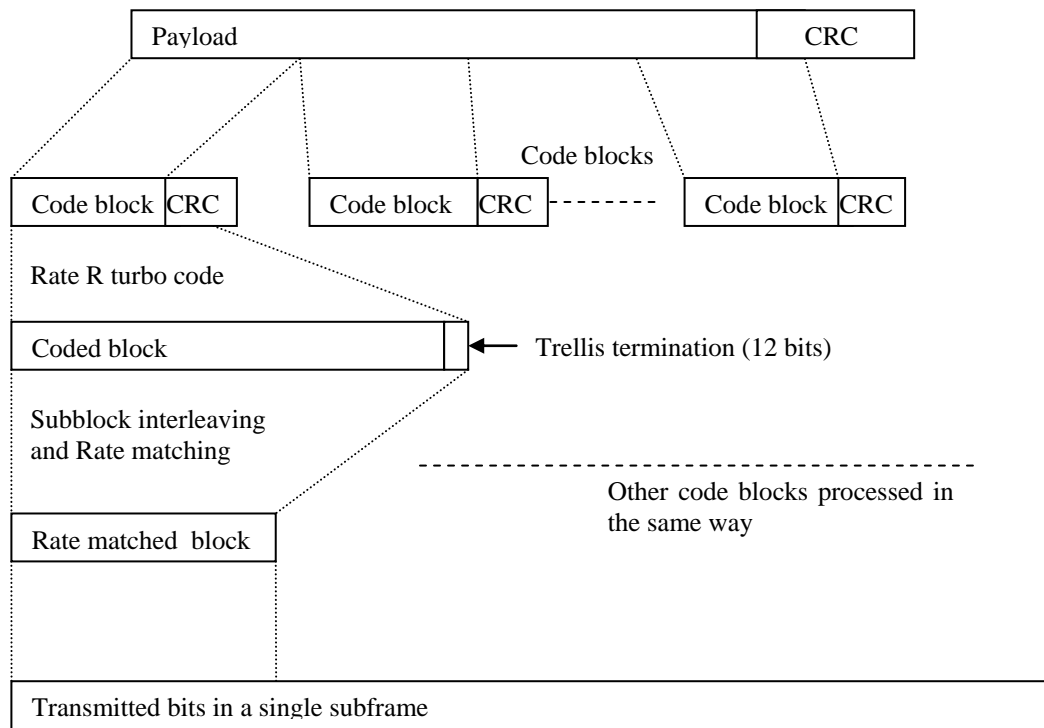 Payload
CRC
Code blocks
Code block
CRC
Code block
CRC
Code block
CRC
Rate R turbo code
Coded block
Trellis termination (12 bits)
Subblock interleaving
and Rate matching
Other code blocks processed in
the same way
Rate matched block
Transmitted bits in a single subframe